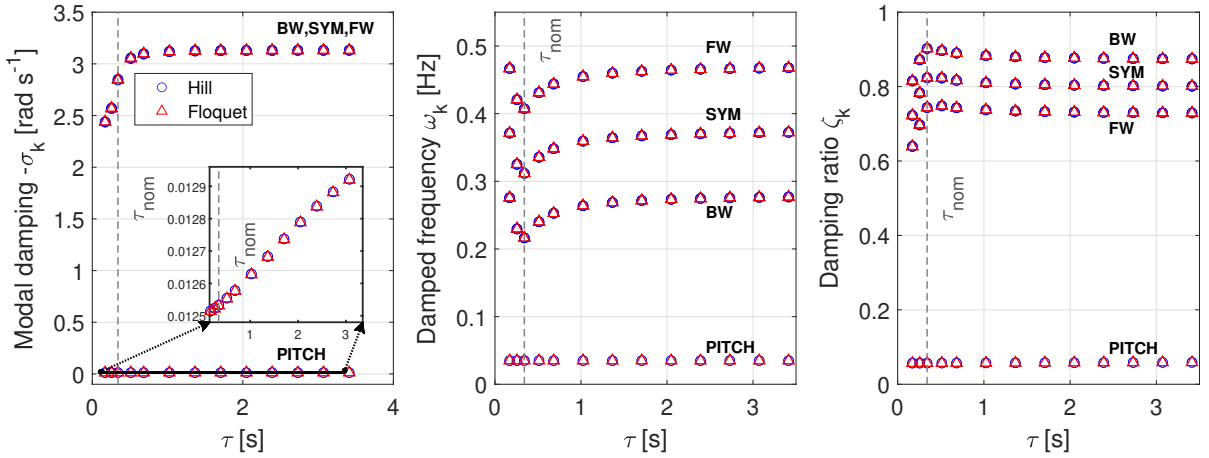 Modal damping -σk [rad s-1]
3.5
3
2.5
2
1.5
1
0.5
0
BW,SYM,FW
Hill
Floquet
τnom
0.0129
0.0128
0.0127
0.0126
0.0125
τnom
1
2
3
PITCH
0
2
4
τ [s]
Damped frequency ωk [Hz]
0.5
0.4
0.3
0.2
0.1
0
τnom
FW
SYM
BW
PITCH
0
1
2
3
τ [s]
Damping ratio ζk
1
0.8
0.6
0.4
0.2
0
BW
SYM
FW
τnom
PITCH
0
1
2
3
τ [s]